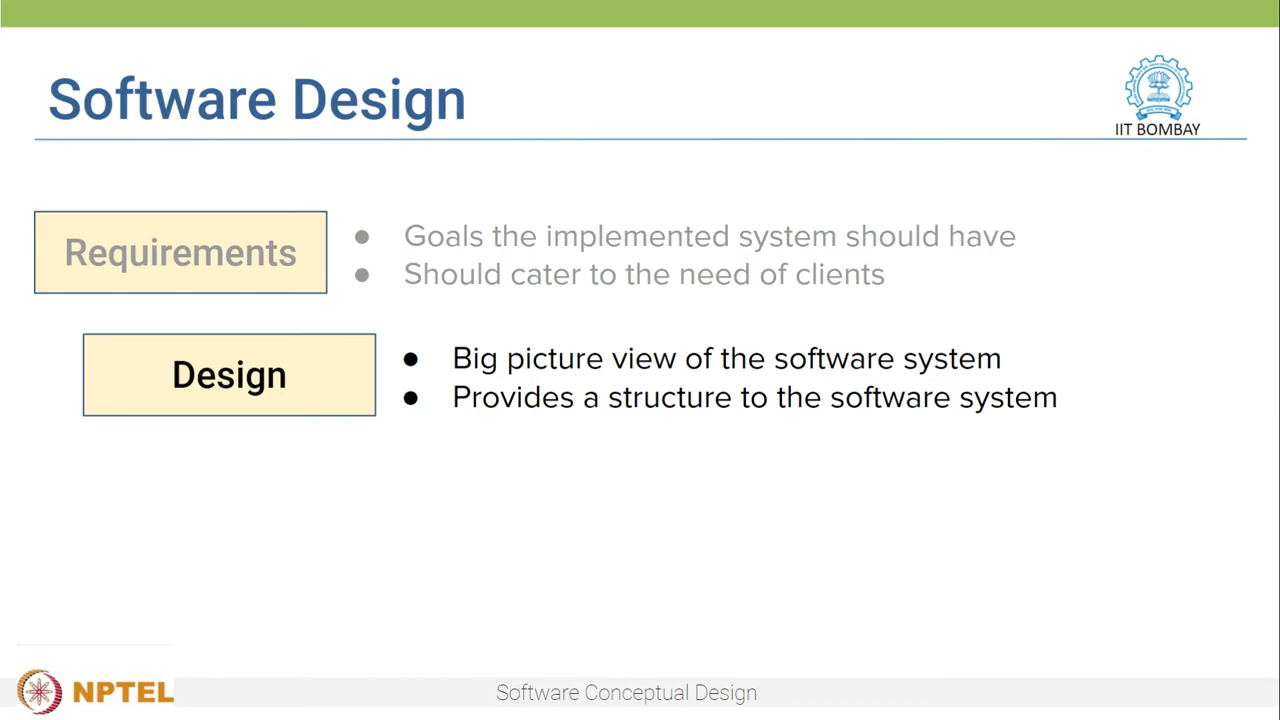 Software Design
IIT BOMBAY
Requirements
● Goals the implemented system should have
● Should cater to the need of clients
Design
● Big picture view of the software system
● Provides a structure to the software system
NPTEL
Software Conceptual Design